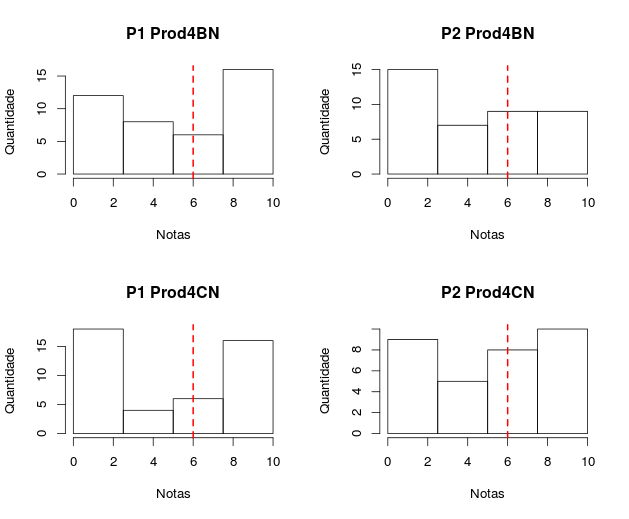 P1 Prod4BN
Quantidade
0 5 10 15
0 2 4 6 8 10
Notas
P2 Prod4BN
Quantidade
0 5 10 15
0 2 4 6 8 10
Notas
P1 Prod4CN
Quantidade
0 5 10 15
0 2 4 6 8 10
Notas
P2 Prod4CN
Quantidade
0 2 4 6 8
0 2 4 6 8 10
Notas